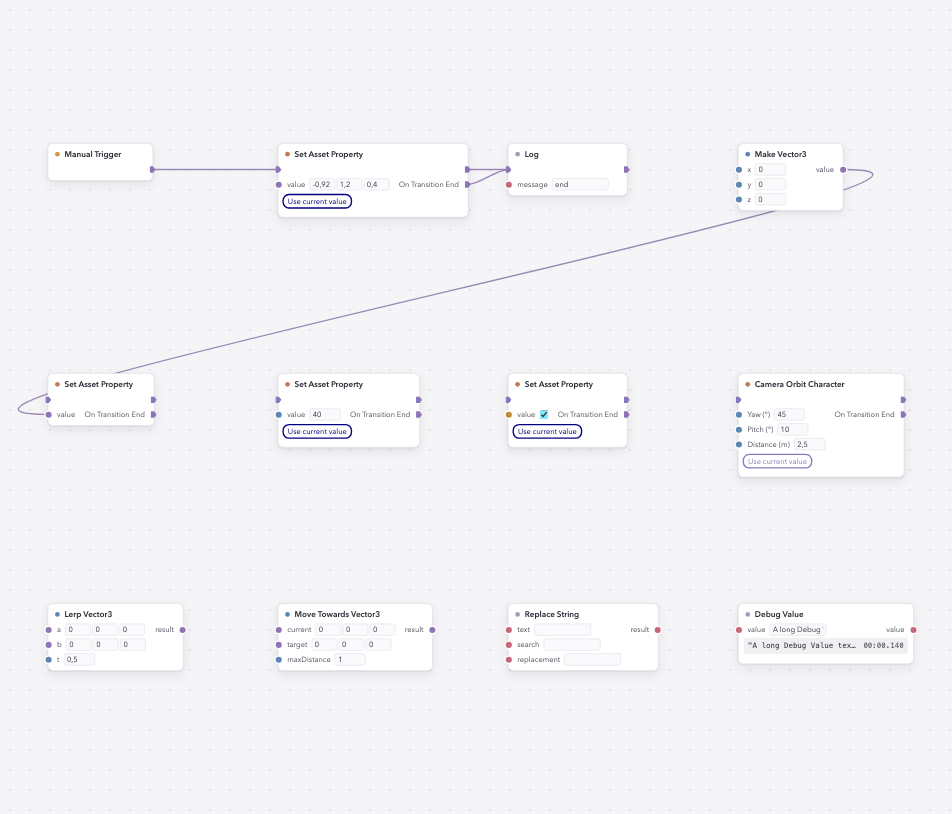 Manual Trigger
Set Asset Property
value -0,92 1,2 0,4 On Transition End
Use current value
Log
message end
Make Vector3
x 0 value
y 0
z 0
Set Asset Property
value On Transition End
Set Asset Property
value 40 On Transition End
Use current value
Set Asset Property
value On Transition End
Use current value
Camera Orbit Character
Yaw (°) 45 On Transition End
Pitch (°) 10
Distance (m) 2,5
Use current value
Lerp Vector3
a 0 0 0 result
b 0 0 0
t 0,5
Move Towards Vector3
current 0 0 0 result
target 0 0 0
maxDistance 1
Replace String
text result
search
replacement
Debug Value
value A long Debug value
"A long Debug Value tex… 00:00.140